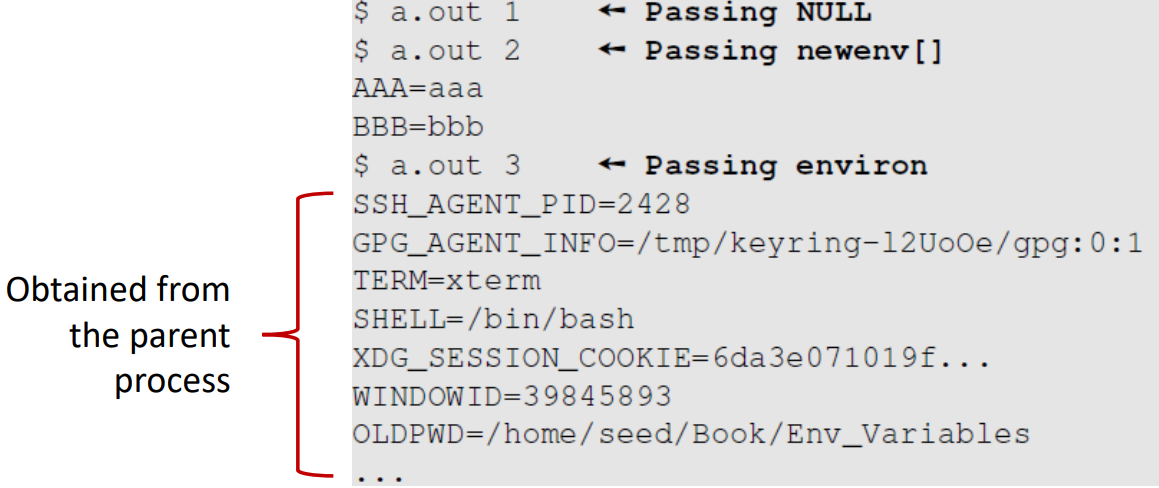 $ a.out 1 ← Passing NULL
$ a.out 2 ← Passing newenv[]
AAA=aaa
BBB=bbb
$ a.out 3 ← Passing environ
SSH_AGENT_PID=2428
GPG_AGENT_INFO=/tmp/keyring-l2UoOe/gpg:0:1
TERM=xterm
SHELL=/bin/bash
XDG_SESSION_COOKIE=6da3e071019f...
WINDOWID=39845893
OLDPWD=/home/seed/Book/Env_Variables
...
Obtained from
the parent
process